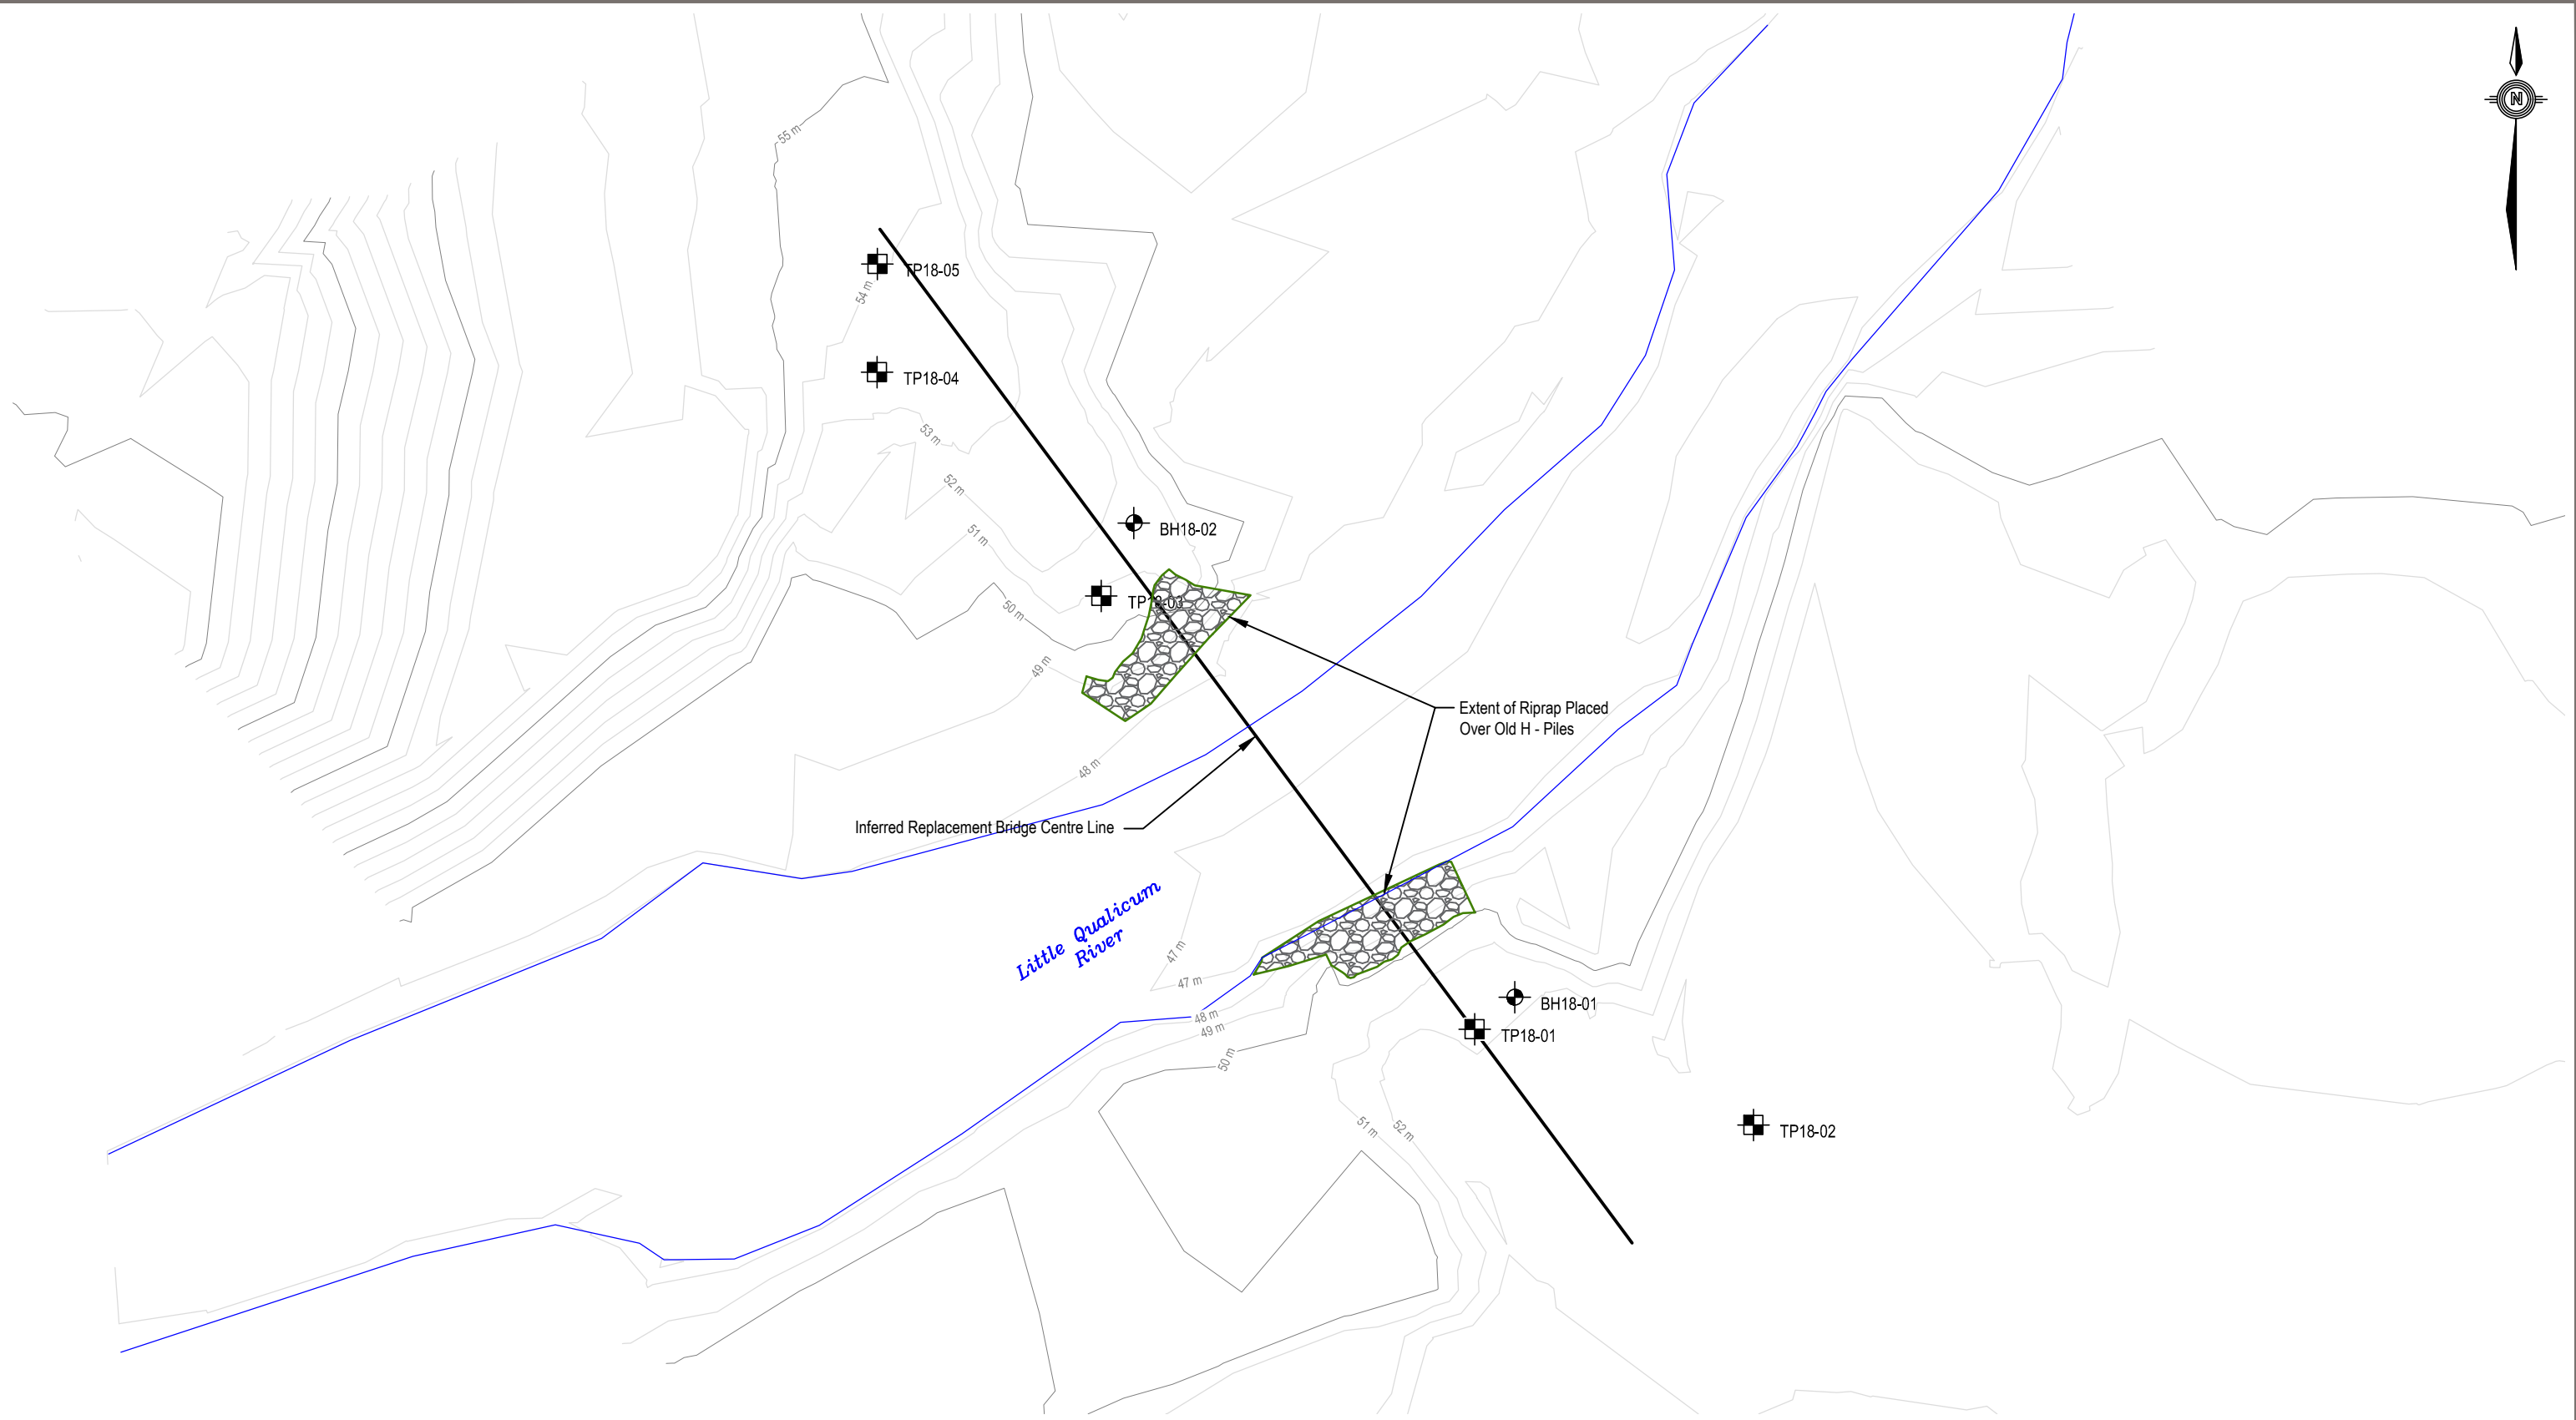 N
55 m
TP18-05
54 m
TP18-04
53 m
52 m
BH18-02
51 m
TP18-03
50 m
49 m
Extent of Riprap Placed
Over Old H - Piles
48 m
Inferred Replacement Bridge Centre Line
Little Qualicum
River
47 m
47 m
BH18-01
48 m
49 m
TP18-01
50 m
51 m
52 m
TP18-02